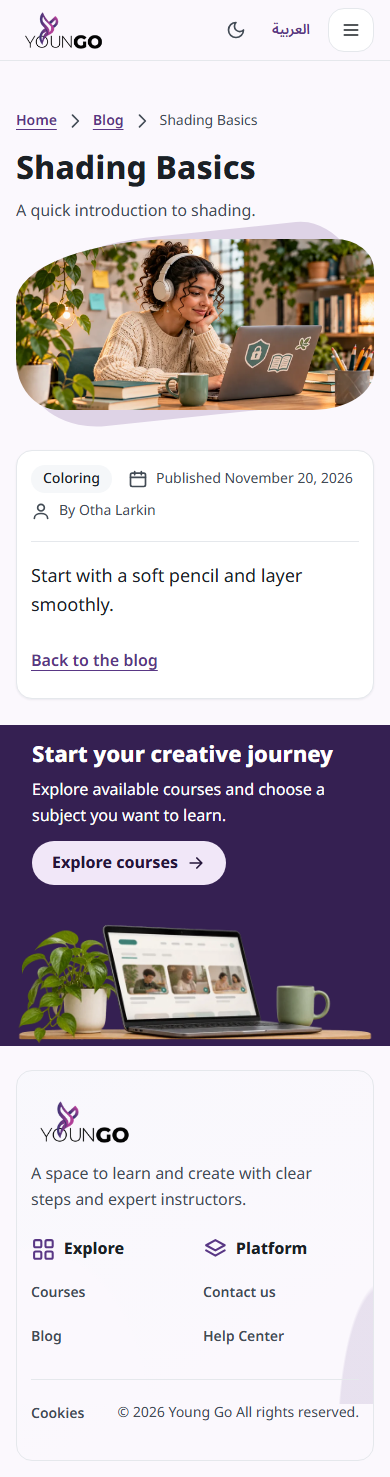 YOUNGO
العربية
Home > Blog > Shading Basics
Shading Basics
A quick introduction to shading.
Coloring
Published November 20, 2026
By Otha Larkin
Start with a soft pencil and layer
smoothly.
Back to the blog
Start your creative journey
Explore available courses and choose a
subject you want to learn.
Explore courses →
YOUNGO
A space to learn and create with clear
steps and expert instructors.
Explore
Platform
Courses
Contact us
Blog
Help Center
Cookies
© 2026 Young Go All rights reserved.